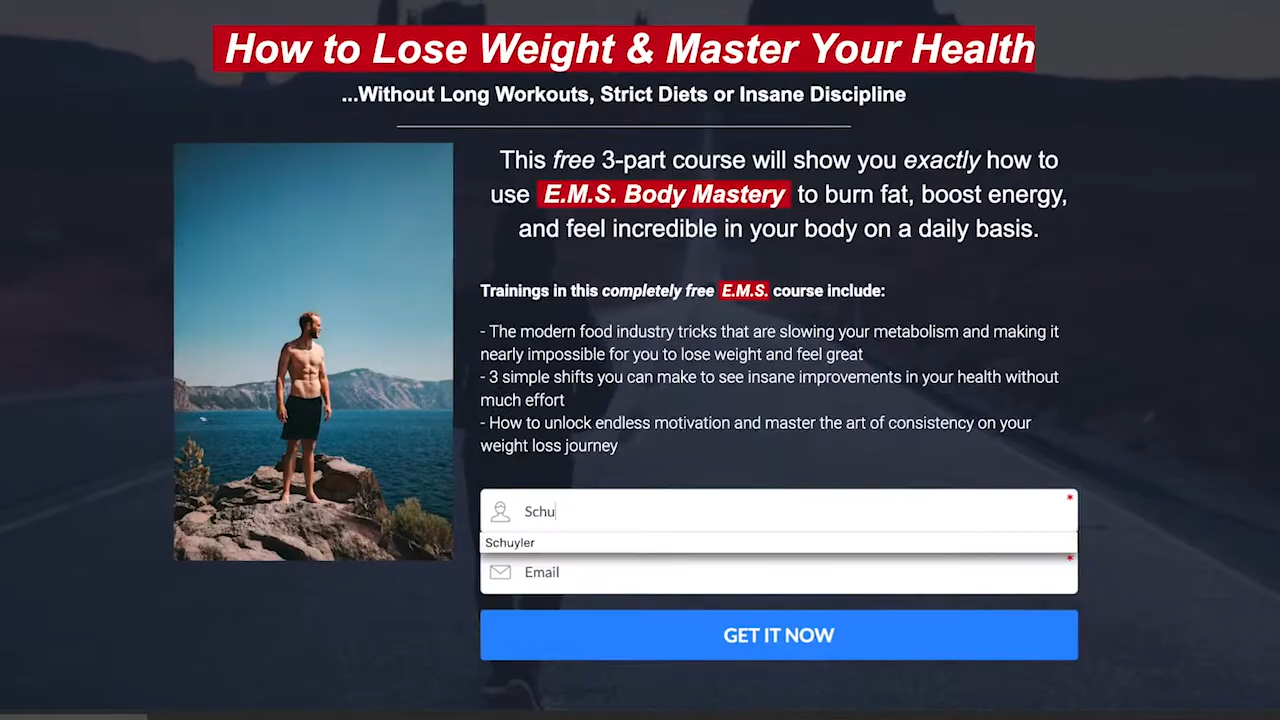 How to Lose Weight & Master Your Health
...Without Long Workouts, Strict Diets or Insane Discipline
This free 3-part course will show you exactly how to
use E.M.S. Body Mastery to burn fat, boost energy,
and feel incredible in your body on a daily basis.
Trainings in this completely free E.M.S. course include:
- The modern food industry tricks that are slowing your metabolism and making it
nearly impossible for you to lose weight and feel great
- 3 simple shifts you can make to see insane improvements in your health without
much effort
- How to unlock endless motivation and master the art of consistency on your
weight loss journey
Schu
*
Schuyler
*
Email
GET IT NOW